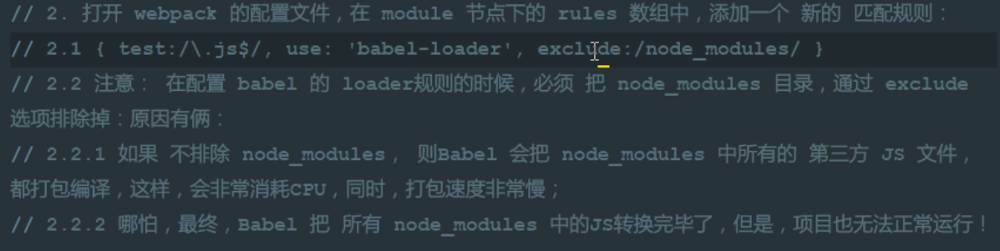 // 2. 打开 webpack 的配置文件，在 module 节点下的 rules 数组中，添加一个 新的 匹配规则：
// 2.1 { test:/\.js$/, use: 'babel-loader', exclude:/node_modules/ }
// 2.2 注意： 在配置 babel 的 loader规则的时候，必须 把 node_modules 目录，通过 exclude
选项排除掉：原因有俩：
// 2.2.1 如果 不排除 node_modules， 则Babel 会把 node_modules 中所有的 第三方 JS 文件，
都打包编译，这样，会非常消耗CPU，同时，打包速度非常慢；
// 2.2.2 哪怕，最终，Babel 把 所有 node_modules 中的JS转换完毕了，但是，项目也无法正常运行！